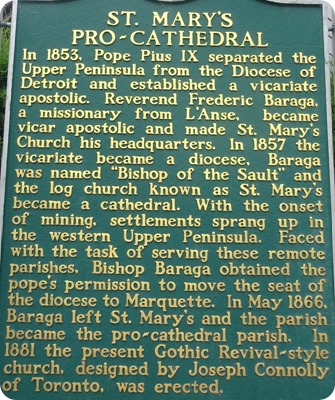 ST. MARY'S
PRO-CATHEDRAL
In 1853, Pope Pius IX separated the
Upper Peninsula from the Diocese of
Detroit and established a vicariate
apostolic. Reverend Frederic Baraga,
a missionary from L'Anse, became
vicar apostolic and made St. Mary's
Church his headquarters. In 1857 the
vicariate became a diocese, Baraga
was named "Bishop of the Sault" and
the log church known as St. Mary's
became a cathedral. With the onset
of mining, settlements sprang up in
the western Upper Peninsula. Faced
with the task of serving these remote
parishes, Bishop Baraga obtained the
pope's permission to move the seat of
the diocese to Marquette. In May 1866,
Baraga left St. Mary's and the parish
became the pro-cathedral parish. In
1881 the present Gothic Revival-style
church, designed by Joseph Connolly
of Toronto, was erected.